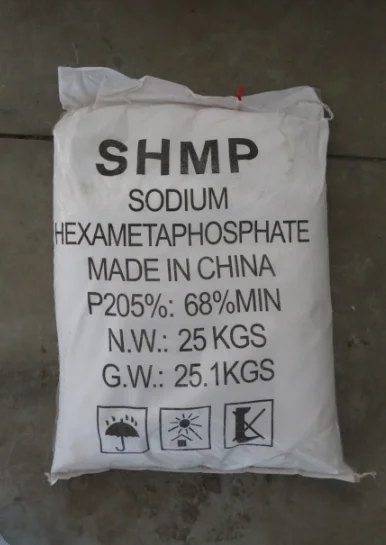 SHMP
SODIUM
HEXAMETAPHOSPHATE
MADE IN CHINA
P205%: 68%MIN
N.W.: 25 KGS
G.W.: 25.1KGS